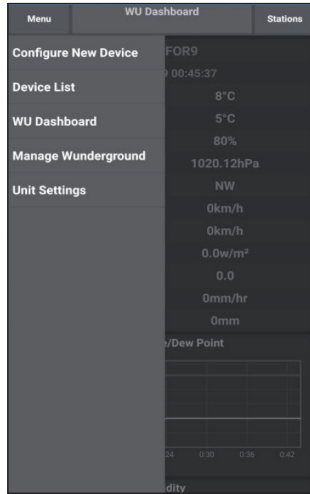 Menu
WU Dashboard
Stations
Configure New Device
Device List
WU Dashboard
Manage Wunderground
Unit Settings
FOR9
00:45:37
8°C
5°C
80%
1020.12hPa
NW
0km/h
0km/h
0.0w/m²
0.0
0mm/hr
0mm
e/Dew Point
24 0:30 0:36 0:42
idity